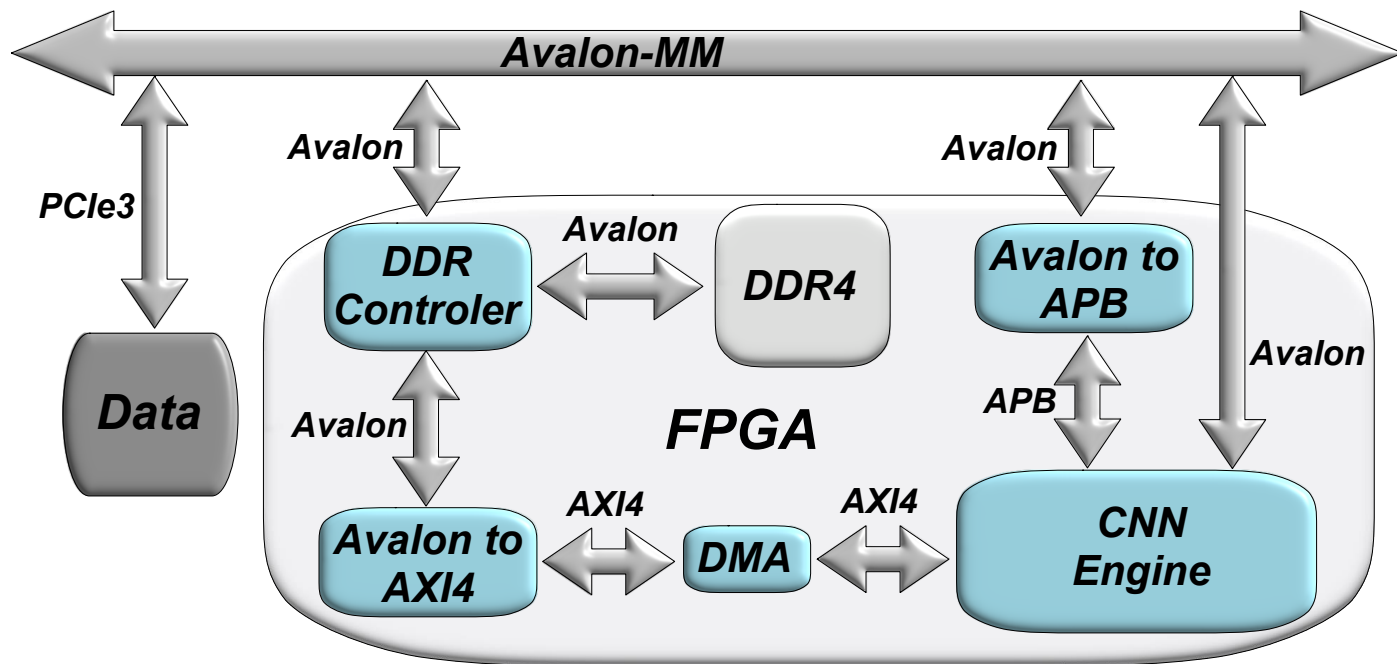 Avalon-MM
Avalon
Avalon
PCIe3
Avalon
DDR
Controler
DDR4
Avalon to
APB
Avalon
Data
Avalon
FPGA
APB
AXI4
AXI4
Avalon to
AXI4
DMA
CNN
Engine